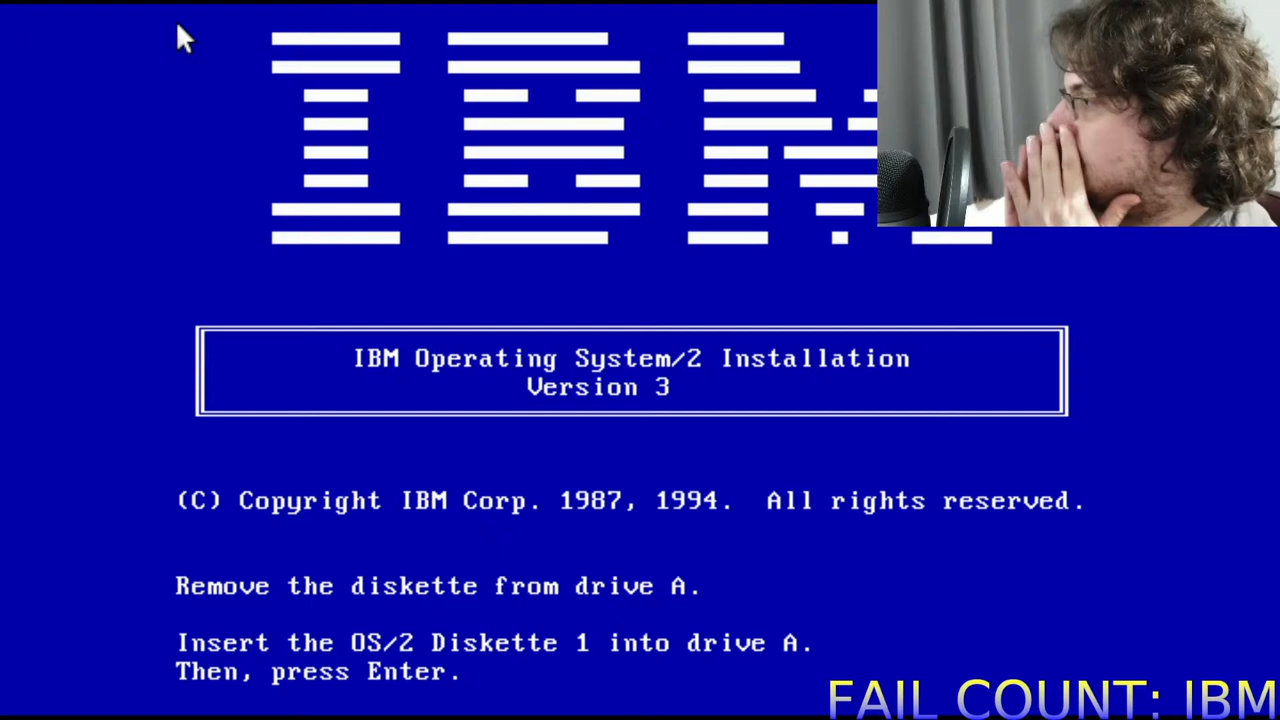 IBM
IBM Operating System/2 Installation
Version 3
(C) Copyright IBM Corp. 1987, 1994.  All rights reserved.
Remove the diskette from drive A.
Insert the OS/2 Diskette 1 into drive A.
Then, press Enter.
FAIL COUNT: IBM